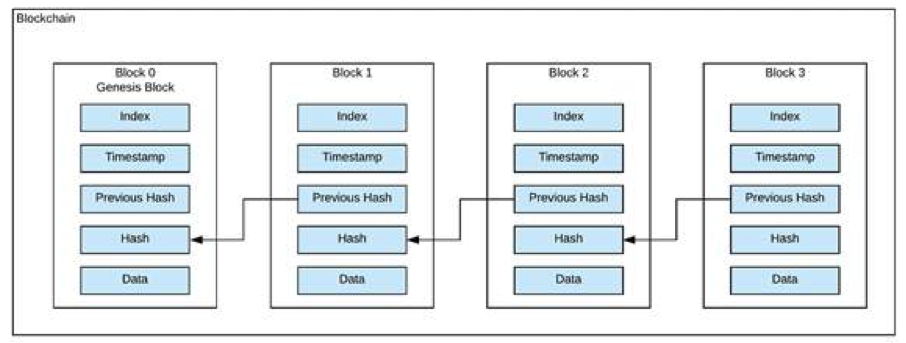 Blockchain
Block 0
Genesis Block
Index
Timestamp
Previous Hash
Hash
Data
Block 1
Index
Timestamp
Previous Hash
Hash
Data
Block 2
Index
Timestamp
Previous Hash
Hash
Data
Block 3
Index
Timestamp
Previous Hash
Hash
Data